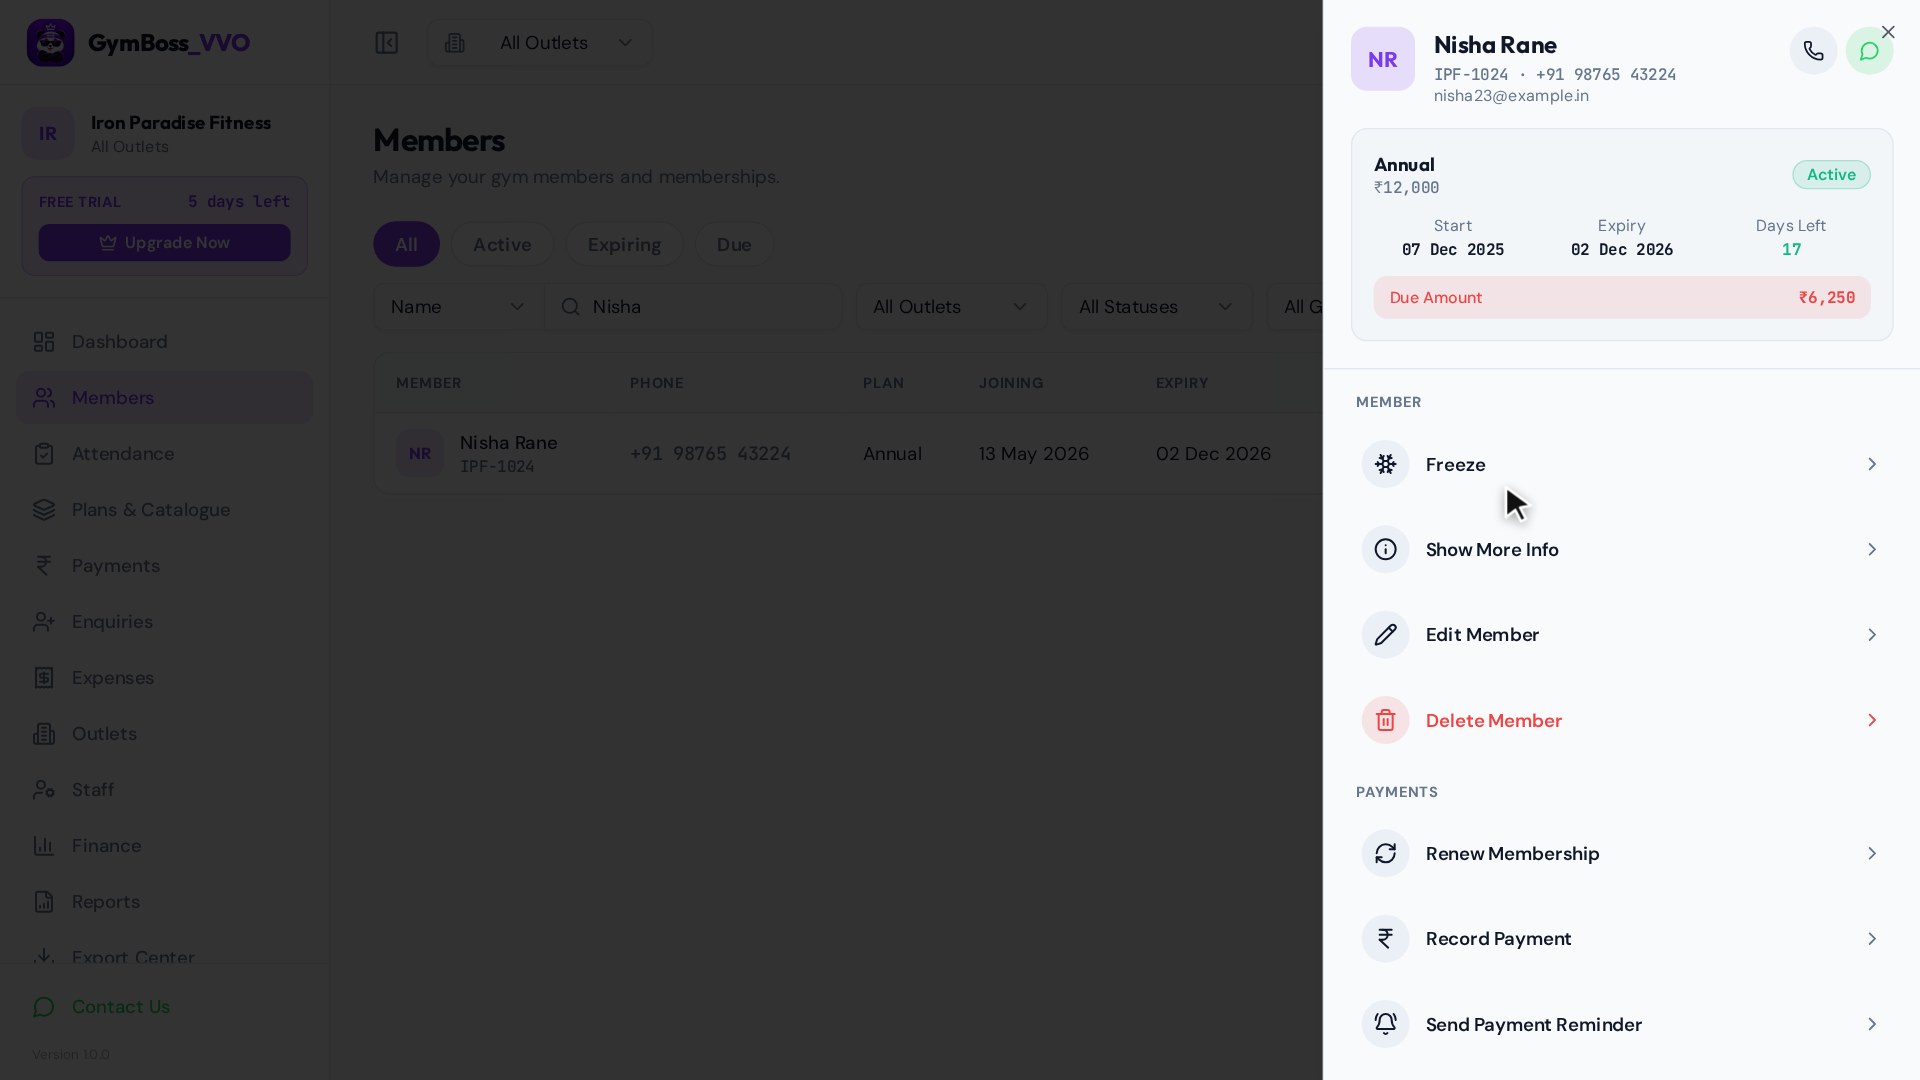 GymBoss_VVO
IR
Iron Paradise Fitness
All Outlets
FREE TRIAL
5 days left
Upgrade Now
Dashboard
Members
Attendance
Plans & Catalogue
Payments
Enquiries
Expenses
Outlets
Staff
Finance
Reports
Export Center
Contact Us
Version 1.0.0
All Outlets
Members
Manage your gym members and memberships.
All
Active
Expiring
Due
Name
Nisha
All Outlets
All Statuses
All G
MEMBER
PHONE
PLAN
JOINING
EXPIRY
NR
Nisha Rane
IPF-1024
+91 98765 43224
Annual
13 May 2026
02 Dec 2026
NR
Nisha Rane
IPF-1024 · +91 98765 43224
nisha23@example.in
Annual
₹12,000
Active
Start
Expiry
Days Left
07 Dec 2025
02 Dec 2026
17
Due Amount
₹6,250
MEMBER
Freeze
Show More Info
Edit Member
Delete Member
PAYMENTS
Renew Membership
Record Payment
Send Payment Reminder